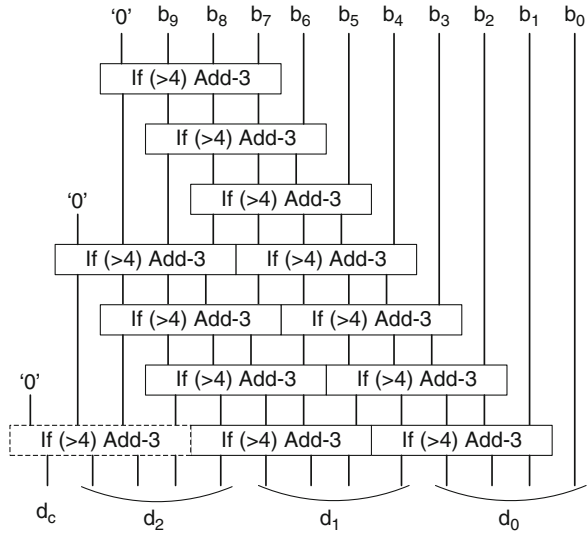 '0' b9 b8 b7 b6 b5 b4 b3 b2 b1 b0
If (>4) Add-3
If (>4) Add-3
If (>4) Add-3
'0'
If (>4) Add-3 If (>4) Add-3
If (>4) Add-3 If (>4) Add-3
If (>4) Add-3 If (>4) Add-3
'0'
If (>4) Add-3 If (>4) Add-3 If (>4) Add-3
dc d2 d1 d0